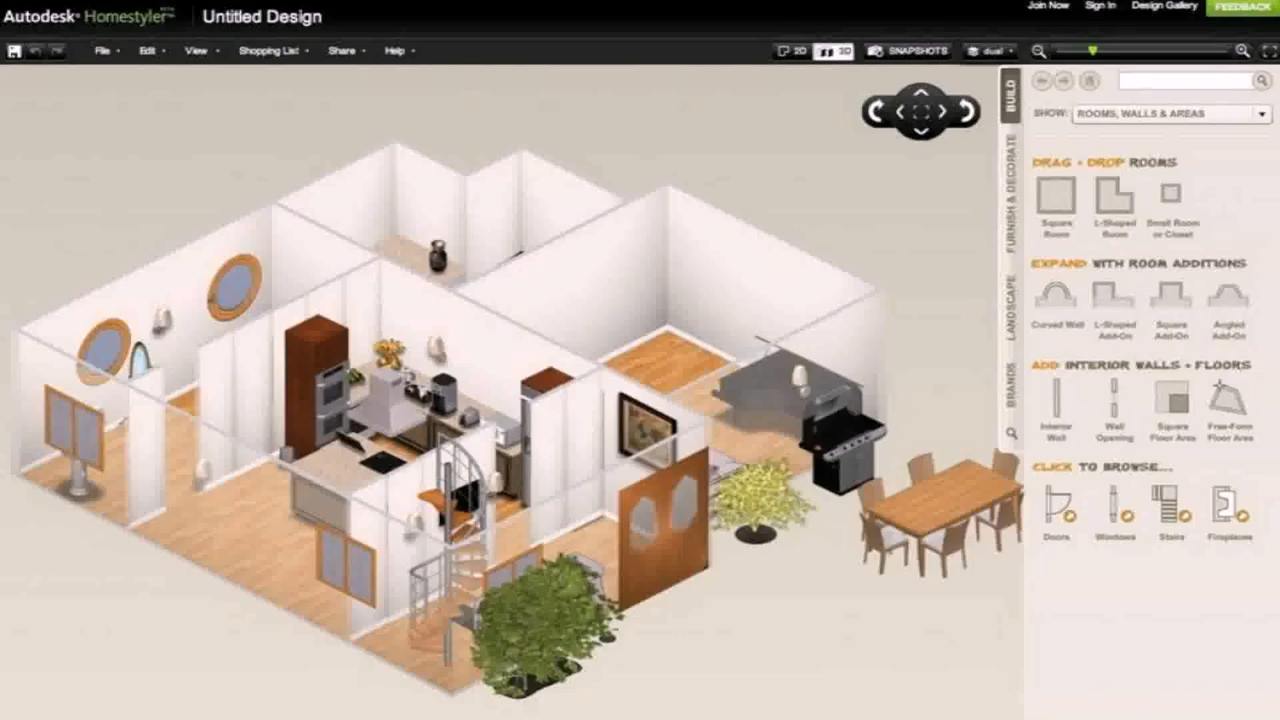 Autodesk® Homestyler™ BETA
Untitled Design
Join Now Sign In Design Gallery FEEDBACK
File Edit View Shopping List Share Help
2D 3D SNAPSHOTS dual
BUILD
FURNISH & DECORATE
LANDSCAPE
BRANDS
SHOW: ROOMS, WALLS & AREAS
DRAG + DROP ROOMS
Square Room
L-Shaped Room
Small Room or Closet
EXPAND WITH ROOM ADDITIONS
Curved Wall
L-Shaped Add-On
Square Add-On
Angled Add-On
ADD INTERIOR WALLS + FLOORS
Interior Wall
Wall Opening
Square Floor Area
Free-Form Floor Area
CLICK TO BROWSE...
Doors Windows Stairs Fireplaces